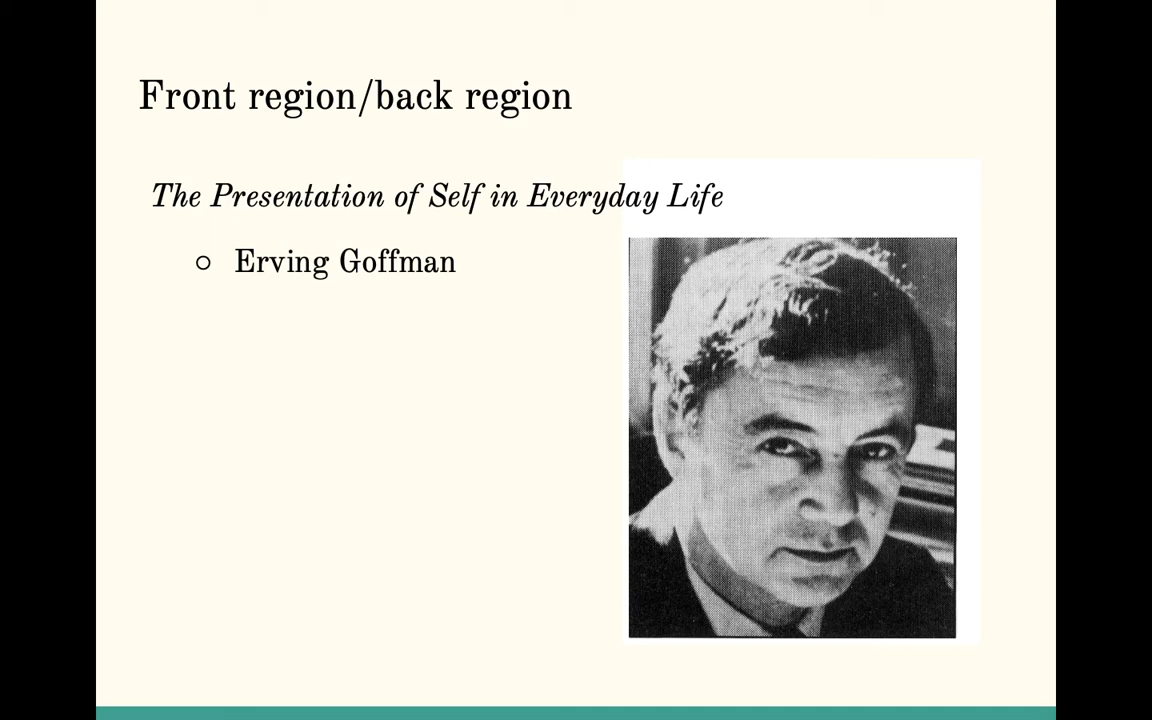 Front region/back region
The Presentation of Self in Everyday Life
○ Erving Goffman